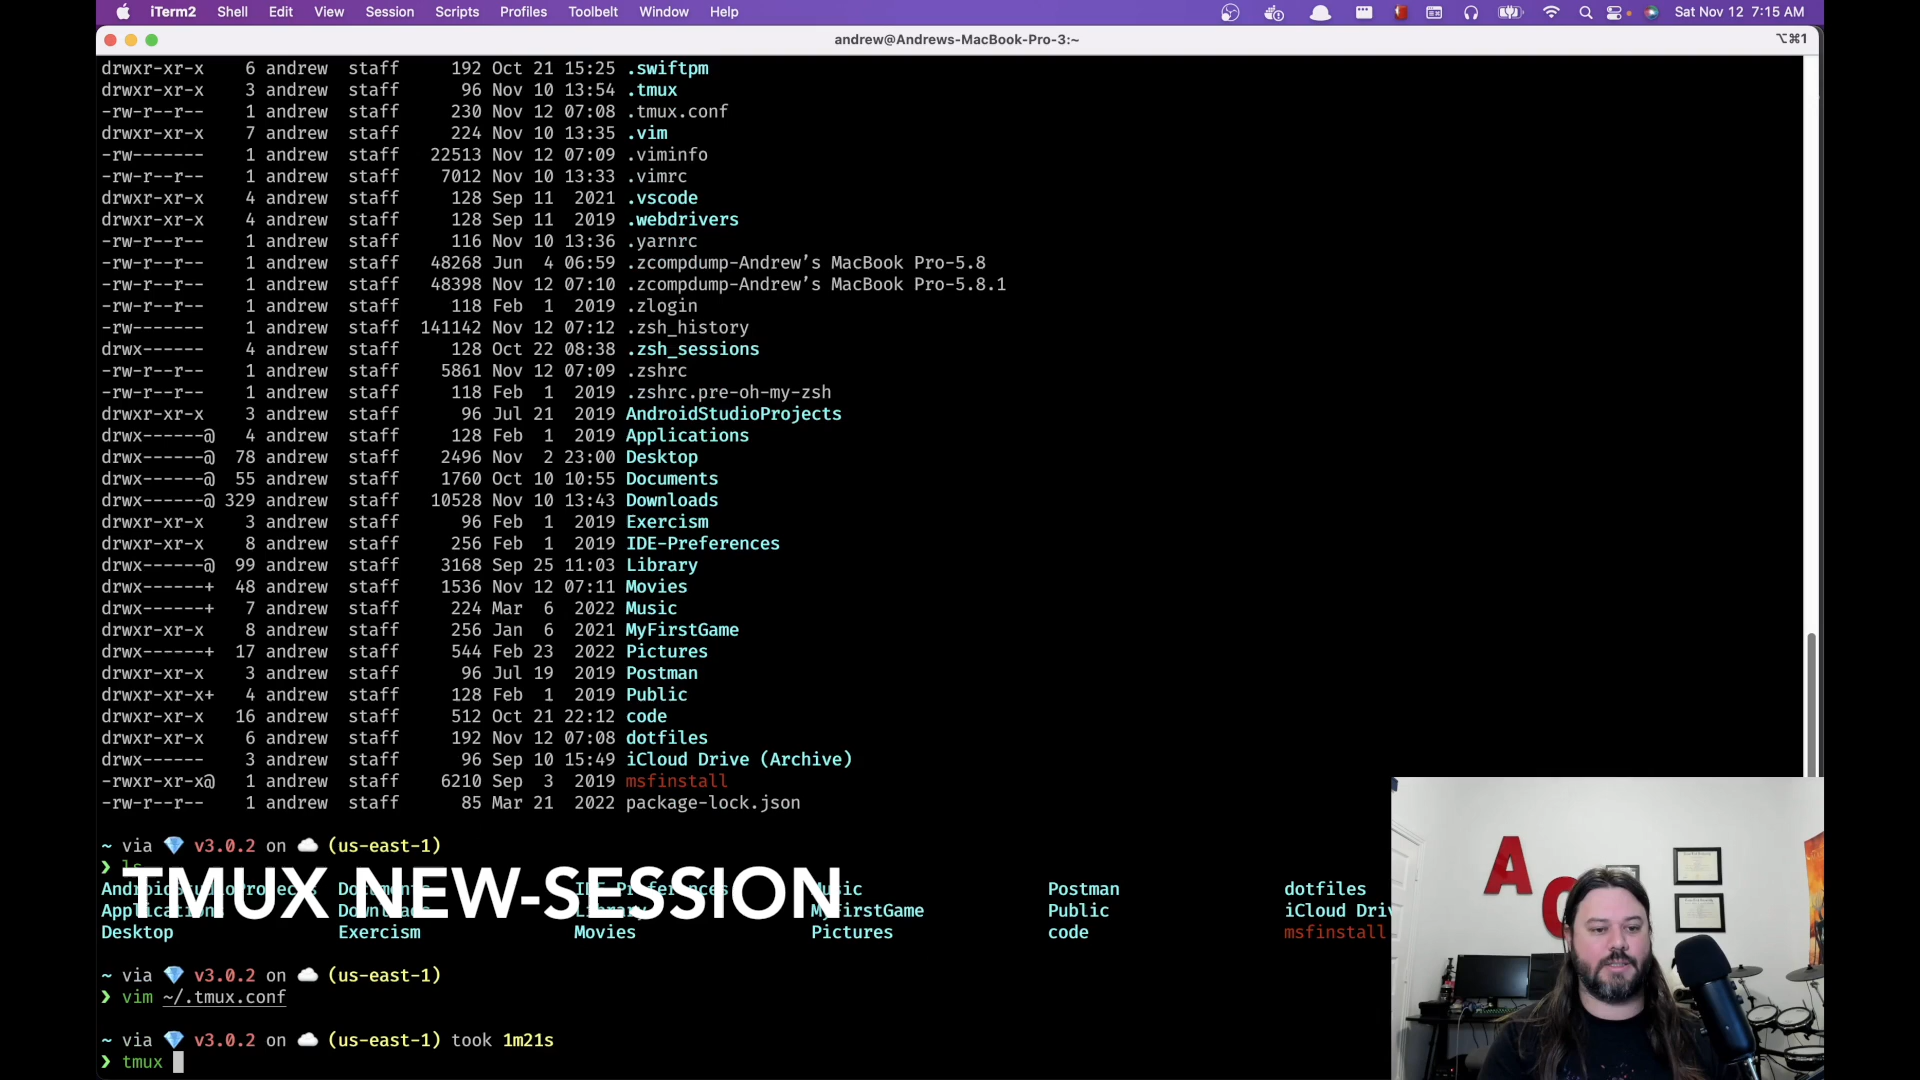 iTerm2 Shell Edit View Session Scripts Profiles Toolbelt Window Help Sat Nov 12 7:15 AM
andrew@Andrews-MacBook-Pro-3:~ ⌥⌘1
drwxr-xr-x 6 andrew staff 192 Oct 21 15:25 .swiftpm
drwxr-xr-x 3 andrew staff 96 Nov 10 13:54 .tmux
-rw-r--r-- 1 andrew staff 230 Nov 12 07:08 .tmux.conf
drwxr-xr-x 7 andrew staff 224 Nov 10 13:35 .vim
-rw------- 1 andrew staff 22513 Nov 12 07:09 .viminfo
-rw-r--r-- 1 andrew staff 7012 Nov 10 13:33 .vimrc
drwxr-xr-x 4 andrew staff 128 Sep 11 2021 .vscode
drwxr-xr-x 4 andrew staff 128 Sep 11 2019 .webdrivers
-rw-r--r-- 1 andrew staff 116 Nov 10 13:36 .yarnrc
-rw-r--r-- 1 andrew staff 48268 Jun 4 06:59 .zcompdump-Andrew’s MacBook Pro-5.8
-rw-r--r-- 1 andrew staff 48398 Nov 12 07:10 .zcompdump-Andrew’s MacBook Pro-5.8.1
-rw-r--r-- 1 andrew staff 118 Feb 1 2019 .zlogin
-rw------- 1 andrew staff 141142 Nov 12 07:12 .zsh_history
drwx------ 4 andrew staff 128 Oct 22 08:38 .zsh_sessions
-rw-r--r-- 1 andrew staff 5861 Nov 12 07:09 .zshrc
-rw-r--r-- 1 andrew staff 118 Feb 1 2019 .zshrc.pre-oh-my-zsh
drwxr-xr-x 3 andrew staff 96 Jul 21 2019 AndroidStudioProjects
drwx------@ 4 andrew staff 128 Feb 1 2019 Applications
drwx------@ 78 andrew staff 2496 Nov 2 23:00 Desktop
drwx------@ 55 andrew staff 1760 Oct 10 10:55 Documents
drwx------@ 329 andrew staff 10528 Nov 10 13:43 Downloads
drwxr-xr-x 3 andrew staff 96 Feb 1 2019 Exercism
drwxr-xr-x 8 andrew staff 256 Feb 1 2019 IDE-Preferences
drwx------@ 99 andrew staff 3168 Sep 25 11:03 Library
drwx------+ 48 andrew staff 1536 Nov 12 07:11 Movies
drwx------+ 7 andrew staff 224 Mar 6 2022 Music
drwxr-xr-x 8 andrew staff 256 Jan 6 2021 MyFirstGame
drwx------+ 17 andrew staff 544 Feb 23 2022 Pictures
drwxr-xr-x 3 andrew staff 96 Jul 19 2019 Postman
drwxr-xr-x+ 4 andrew staff 128 Feb 1 2019 Public
drwxr-xr-x 16 andrew staff 512 Oct 21 22:12 code
drwxr-xr-x 6 andrew staff 192 Nov 12 07:08 dotfiles
drwx------ 3 andrew staff 96 Sep 10 15:49 iCloud Drive (Archive)
-rwxr-xr-x@ 1 andrew staff 6210 Sep 3 2019 msfinstall
-rw-r--r-- 1 andrew staff 85 Mar 21 2022 package-lock.json
~ via 💎 v3.0.2 on ☁️ (us-east-1)
❯ ls
TMUX NEW-SESSION
AndroidStudioProjects Documents IDE-Preferences Music Postman dotfiles
Applications Downloads Library MyFirstGame Public iCloud Driv
Desktop Exercism Movies Pictures code msfinstall
~ via 💎 v3.0.2 on ☁️ (us-east-1)
❯ vim ~/.tmux.conf
~ via 💎 v3.0.2 on ☁️ (us-east-1) took 1m21s
❯ tmux